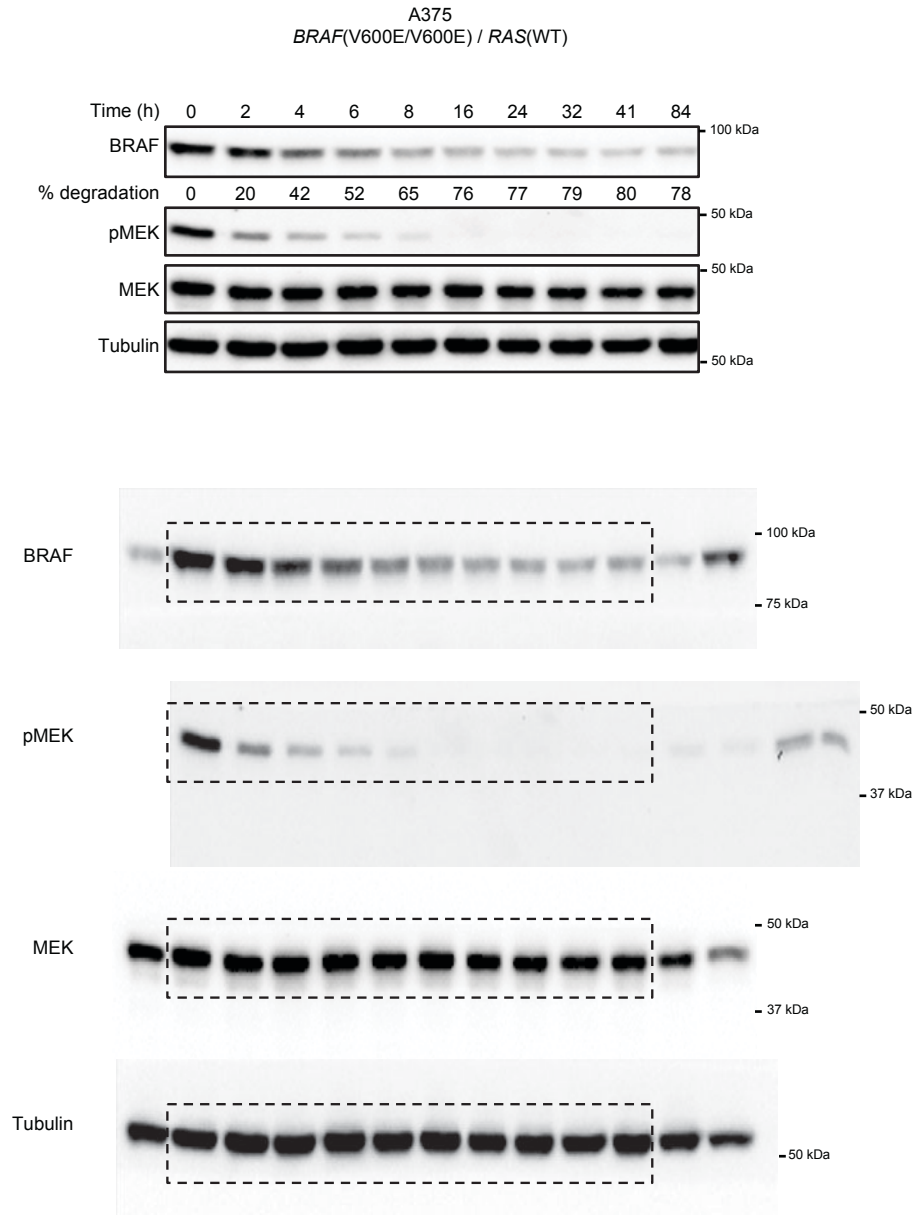 A375
BRAF(V600E/V600E) / RAS(WT)
Time (h) 0 2 4 6 8 16 24 32 41 84
100 kDa
BRAF
% degradation 0 20 42 52 65 76 77 79 80 78
50 kDa
pMEK
50 kDa
MEK
Tubulin
50 kDa
100 kDa
BRAF
75 kDa
50 kDa
pMEK
37 kDa
50 kDa
MEK
37 kDa
Tubulin
50 kDa